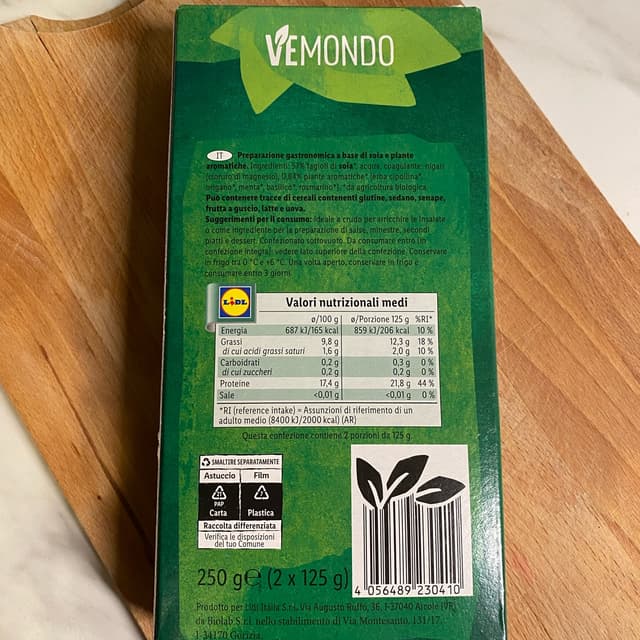 VEMONDO
IT Preparazione gastronomica a base di soia e piante
aromatiche. Ingredienti: 57% fagioli di soia*, acqua, coagulante: nigari
(cloruro di magnesio), 0,64% piante aromatiche* (erba cipollina*,
origano*, menta*, basilico*, rosmarino*). *da agricoltura biologica.
Può contenere tracce di cereali contenenti glutine, sedano, senape,
frutta a guscio, latte e uova.
Suggerimenti per il consumo: Ideale a crudo per arricchire le insalate
o come ingrediente per la preparazione di salse, minestre, secondi
piatti e dessert. Confezionato sottovuoto. Da consumare entro (in
confezione integra): vedere lato superiore della confezione. Conservare
in frigo tra 0 °C e +6 °C. Una volta aperto, conservare in frigo e
consumare entro 3 giorni.
LIDL
Valori nutrizionali medi
ø/100 g ø/Porzione 125 g %RI*
Energia 687 kJ/165 kcal 859 kJ/206 kcal 10 %
Grassi 9,8 g 12,3 g 18 %
di cui acidi grassi saturi 1,6 g 2,0 g 10 %
Carboidrati 0,2 g 0,3 g 0 %
di cui zuccheri 0,2 g 0,2 g 0 %
Proteine 17,4 g 21,8 g 44 %
Sale <0,01 g <0,01 g 0 %
*RI (reference intake) = Assunzioni di riferimento di un
adulto medio (8400 kJ/2000 kcal) (AR)
Questa confezione contiene 2 porzioni da 125 g.
SMALTIRE SEPARATAMENTE
Astuccio Film
21 7
PAP
Carta Plastica
Raccolta differenziata
Verifica le disposizioni
del tuo Comune
250 g e (2 x 125 g)
4 056489 230410
Prodotto per Lidl Italia S.r.l. Via Augusto Ruffo, 36, I-37040 Arcole (VR)
da Biolab S.r.l. nello stabilimento di Via Montesanto, 131/17,
I-34170 Gorizia.